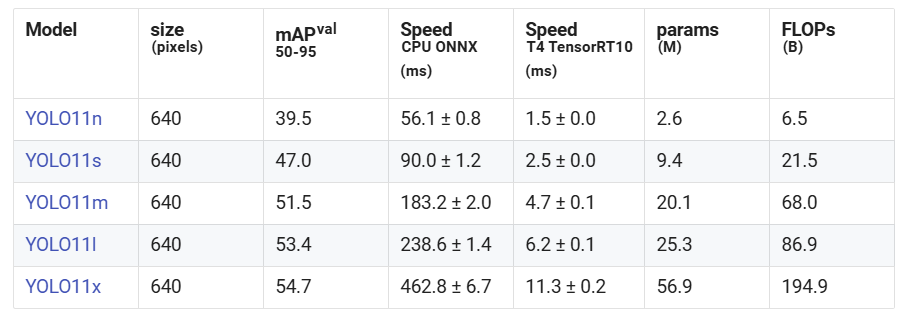 Model size (pixels) mAPval 50-95 Speed CPU ONNX (ms) Speed T4 TensorRT10 (ms) params (M) FLOPs (B)
YOLO11n 640 39.5 56.1 ± 0.8 1.5 ± 0.0 2.6 6.5
YOLO11s 640 47.0 90.0 ± 1.2 2.5 ± 0.0 9.4 21.5
YOLO11m 640 51.5 183.2 ± 2.0 4.7 ± 0.1 20.1 68.0
YOLO11l 640 53.4 238.6 ± 1.4 6.2 ± 0.1 25.3 86.9
YOLO11x 640 54.7 462.8 ± 6.7 11.3 ± 0.2 56.9 194.9